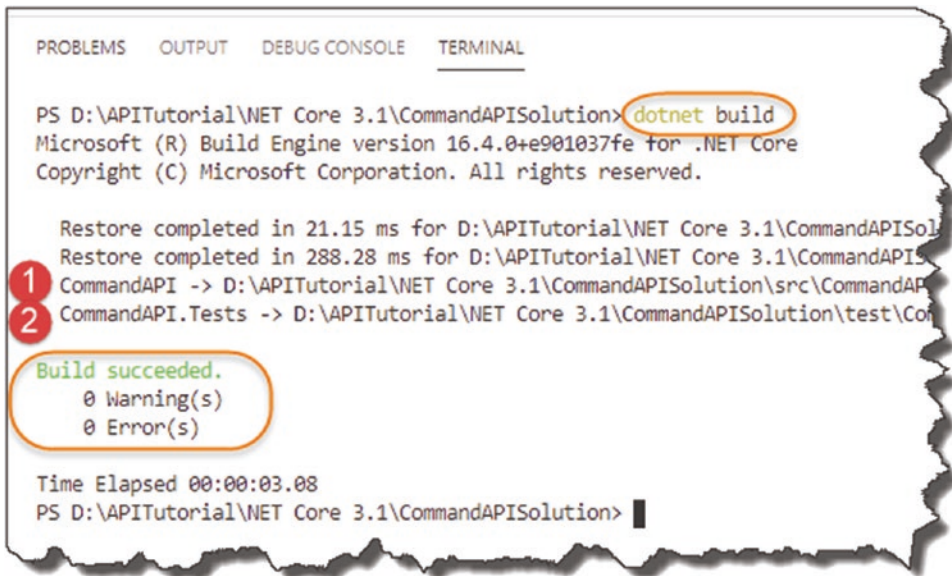 PROBLEMS OUTPUT DEBUG CONSOLE TERMINAL
PS D:\APITutorial\NET Core 3.1\CommandAPISolution> dotnet build
Microsoft (R) Build Engine version 16.4.0+e901037fe for .NET Core
Copyright (C) Microsoft Corporation. All rights reserved.
Restore completed in 21.15 ms for D:\APITutorial\NET Core 3.1\CommandAPISol
Restore completed in 288.28 ms for D:\APITutorial\NET Core 3.1\CommandAPIS
1 CommandAPI -> D:\APITutorial\NET Core 3.1\CommandAPISolution\src\CommandAP
2 CommandAPI.Tests -> D:\APITutorial\NET Core 3.1\CommandAPISolution\test\Com
Build succeeded.
0 Warning(s)
0 Error(s)
Time Elapsed 00:00:03.08
PS D:\APITutorial\NET Core 3.1\CommandAPISolution>